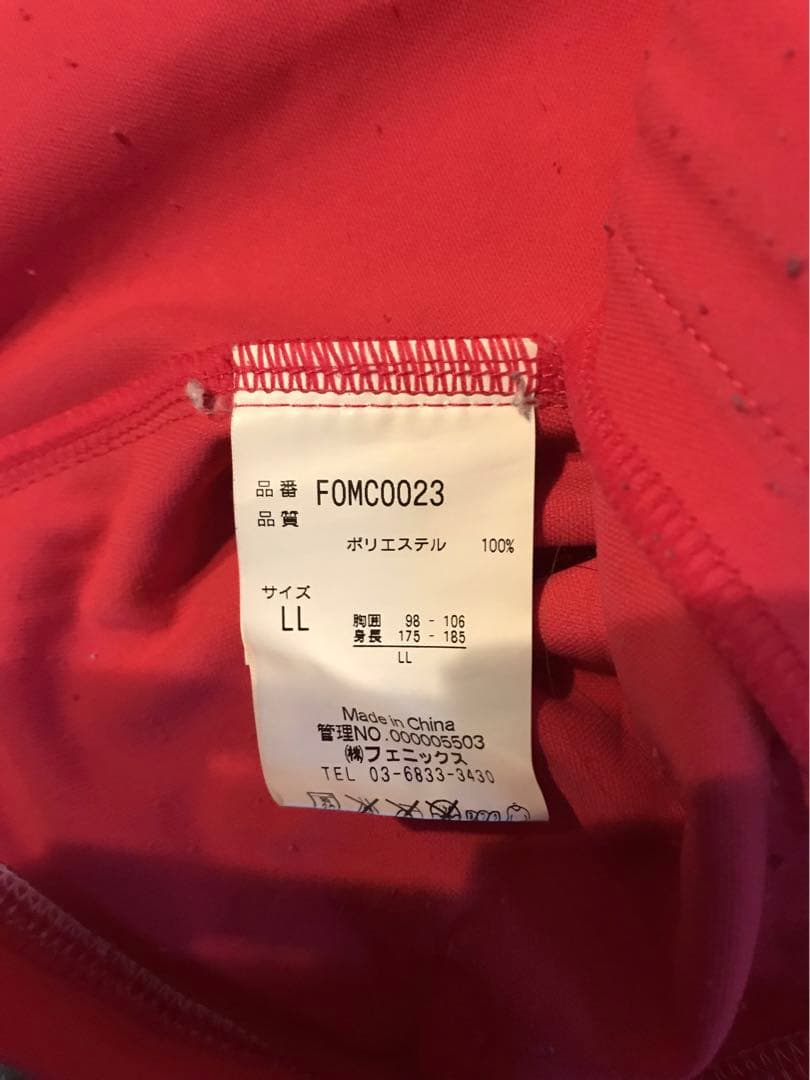 品番 F0MC0023
品質
ポリエステル 100%
サイズ
LL
胸囲 98 - 106
身長 175 - 185
LL
Made in China
管理NO.000005503
㈱フェニックス
TEL 03-6833-3430